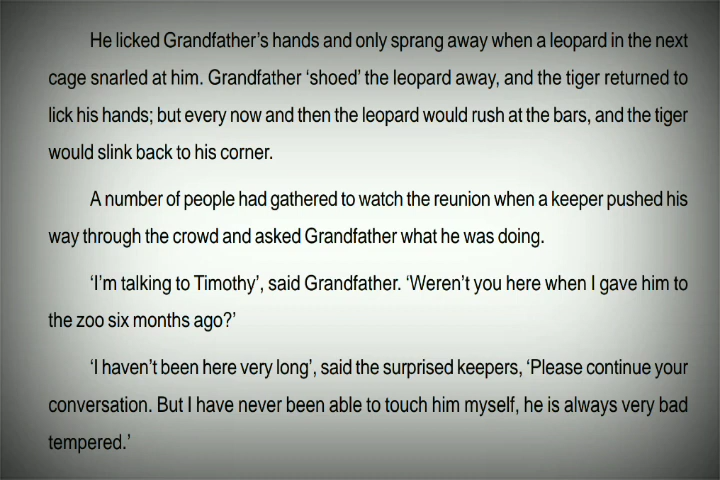 He licked Grandfather's hands and only sprang away when a leopard in the next
cage snarled at him. Grandfather 'shoed' the leopard away, and the tiger returned to
lick his hands; but every now and then the leopard would rush at the bars, and the tiger
would slink back to his corner.
A number of people had gathered to watch the reunion when a keeper pushed his
way through the crowd and asked Grandfather what he was doing.
'I'm talking to Timothy', said Grandfather. 'Weren't you here when I gave him to
the zoo six months ago?'
'I haven't been here very long', said the surprised keepers, 'Please continue your
conversation. But I have never been able to touch him myself, he is always very bad
tempered.'